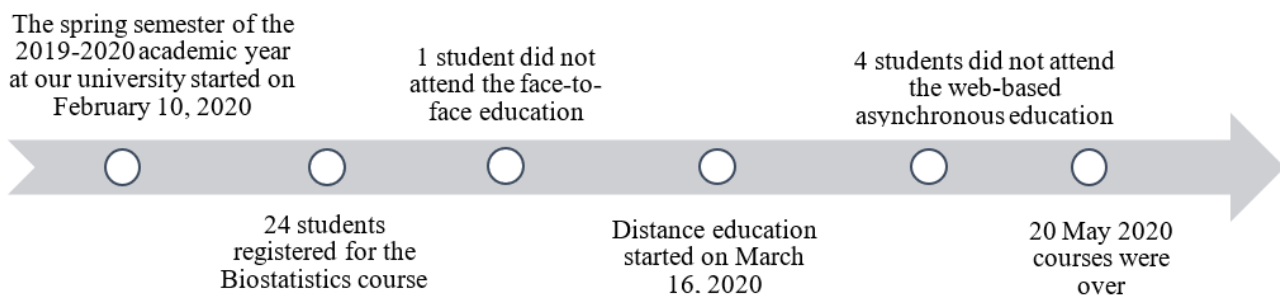 The spring semester of the
2019-2020 academic year
at our university started on
February 10, 2020
24 students
registered for the
Biostatistics course
1 student did not
attend the face-to-
face education
Distance education
started on March
16, 2020
4 students did not attend
the web-based
asynchronous education
20 May 2020
courses were
over